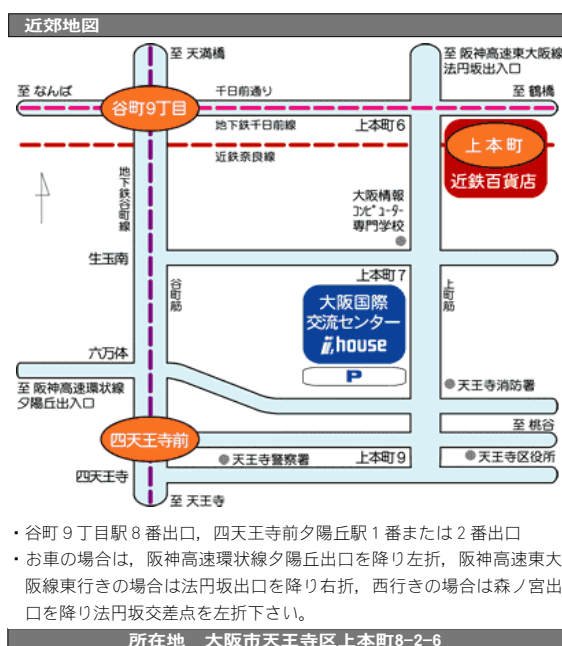 近郊地図
至 天満橋
至 阪神高速東大阪線
法円坂出入口
至 なんば
千日前通り
至 鶴橋
谷町9丁目
地下鉄千日前線
上本町6
上本町
近鉄奈良線
近鉄百貨店
地下鉄谷町線
大阪情報
コンピューター
専門学校
生玉南
上本町7
谷町筋
上町筋
大阪国際
交流センター
i,house
六万体
P
至 阪神高速環状線
夕陽丘出入口
天王寺消防署
至 桃谷
四天王寺前
天王寺警察署
上本町9
天王寺区役所
四天王寺
至 天王寺
・谷町9丁目駅8番出口，四天王寺前夕陽丘駅1番または2番出口
・お車の場合は，阪神高速環状線夕陽丘出口を降り左折，阪神高速東大
阪線東行きの場合は法円坂出口を降り右折，西行きの場合は森ノ宮出
口を降り法円坂交差点を左折下さい。
所在地　大阪市天王寺区上本町8-2-6